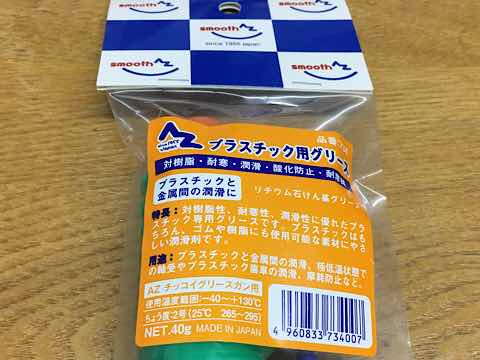 smooth AZ
smooth AZ
since 1955 Japan
smooth AZ
smooth AZ
AZ
プラスチック用グリース
対樹脂・耐寒・潤滑・酸化防止・耐摩耗
プラスチックと
金属間の潤滑に
リチウム石けん基グリース
特長：対樹脂性、耐寒性、潤滑性に優れたプラ
スチック専用グリースです。プラスチックはも
ちろん、ゴムや樹脂にも使用可能な素材にやさ
しい潤滑剤です。
用途：プラスチックと金属間の潤滑、極低温状態で
の軸受やプラスチック歯車の潤滑、摩耗防止など。
AZ チッコイグリースガン用
使用温度範囲:－40～＋130℃
ちょう度・2号(25℃ 265～295)
NET.40g MADE IN JAPAN
4 960833 734007